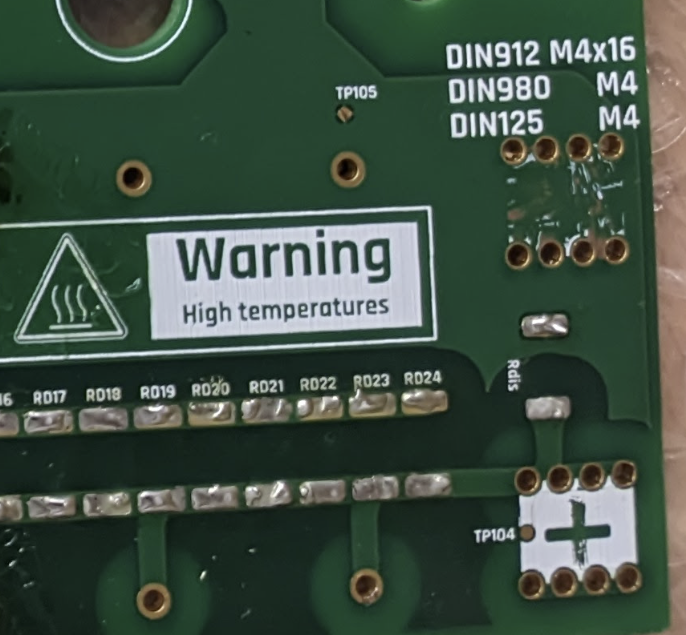 DIN912 M4x16
DIN980 M4
DIN125 M4
TP105
Warning
High temperatures
6 RD17 RD18 RD19 RD20 RD21 RD22 RD23 RD24
Rdis
TP104